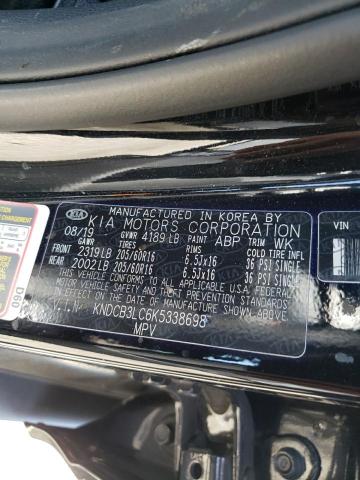 KIA MANUFACTURED IN KOREA BY
KIA MOTORS CORPORATION
08/19 GVWR 4189 LB PAINT ABP TRIM WK
GAWR TIRES RIMS COLD TIRE INFL
FRONT 2319LB 205/60R16 6.5Jx16 36 PSI SINGLE
REAR 2002LB 205/60R16 6.5Jx16 36 PSI SINGLE
THIS VEHICLE CONFORMS TO ALL APPLICABLE FEDERAL
MOTOR VEHICLE SAFETY AND THEFT PREVENTION
STANDARDS IN EFFECT ON THE DATE OF
MANUFACTURE SHOWN ABOVE.
V.I.N: KNDCB3LC6K5338698
MPV
VIN